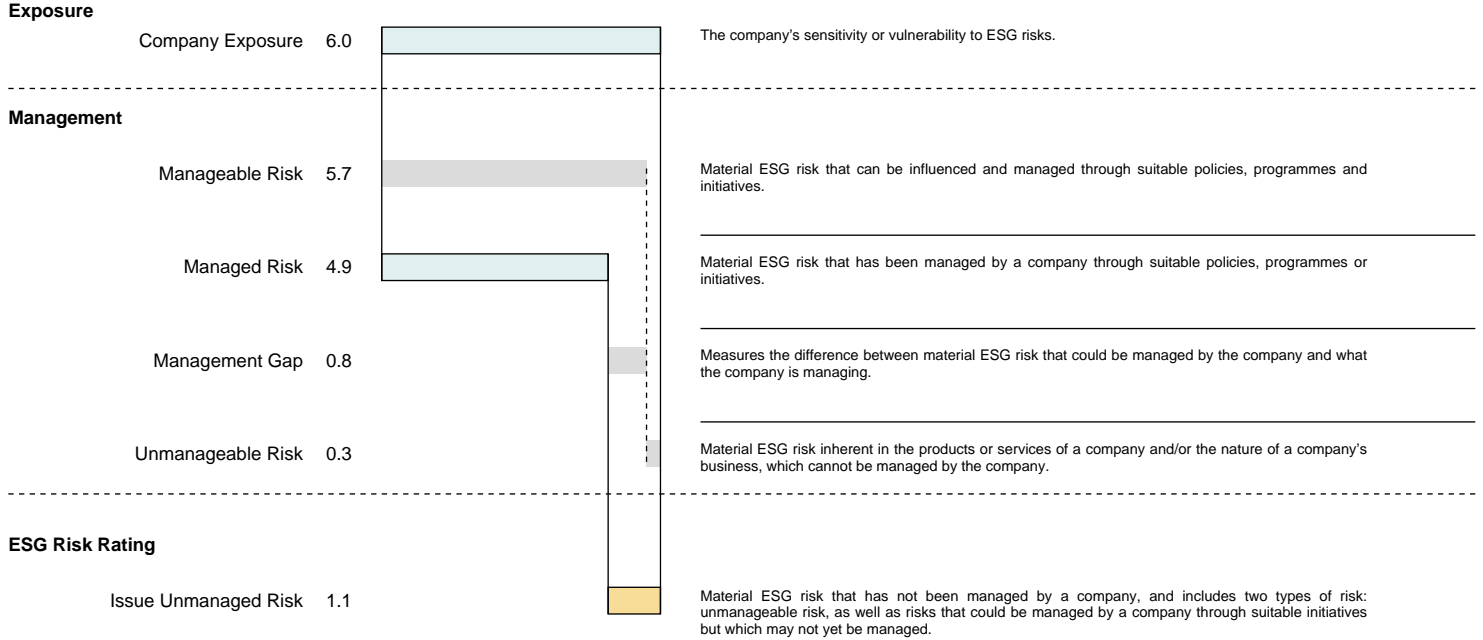 Exposure
Company Exposure 6.0
The company’s sensitivity or vulnerability to ESG risks.
Management
Manageable Risk 5.7
Material ESG risk that can be influenced and managed through suitable policies, programmes and
initiatives.
Managed Risk 4.9
Material ESG risk that has been managed by a company through suitable policies, programmes or
initiatives.
Management Gap 0.8
Measures the difference between material ESG risk that could be managed by the company and what
the company is managing.
Unmanageable Risk 0.3
Material ESG risk inherent in the products or services of a company and/or the nature of a company’s
business, which cannot be managed by the company.
ESG Risk Rating
Issue Unmanaged Risk 1.1
Material ESG risk that has not been managed by a company, and includes two types of risk:
unmanageable risk, as well as risks that could be managed by a company through suitable initiatives
but which may not yet be managed.